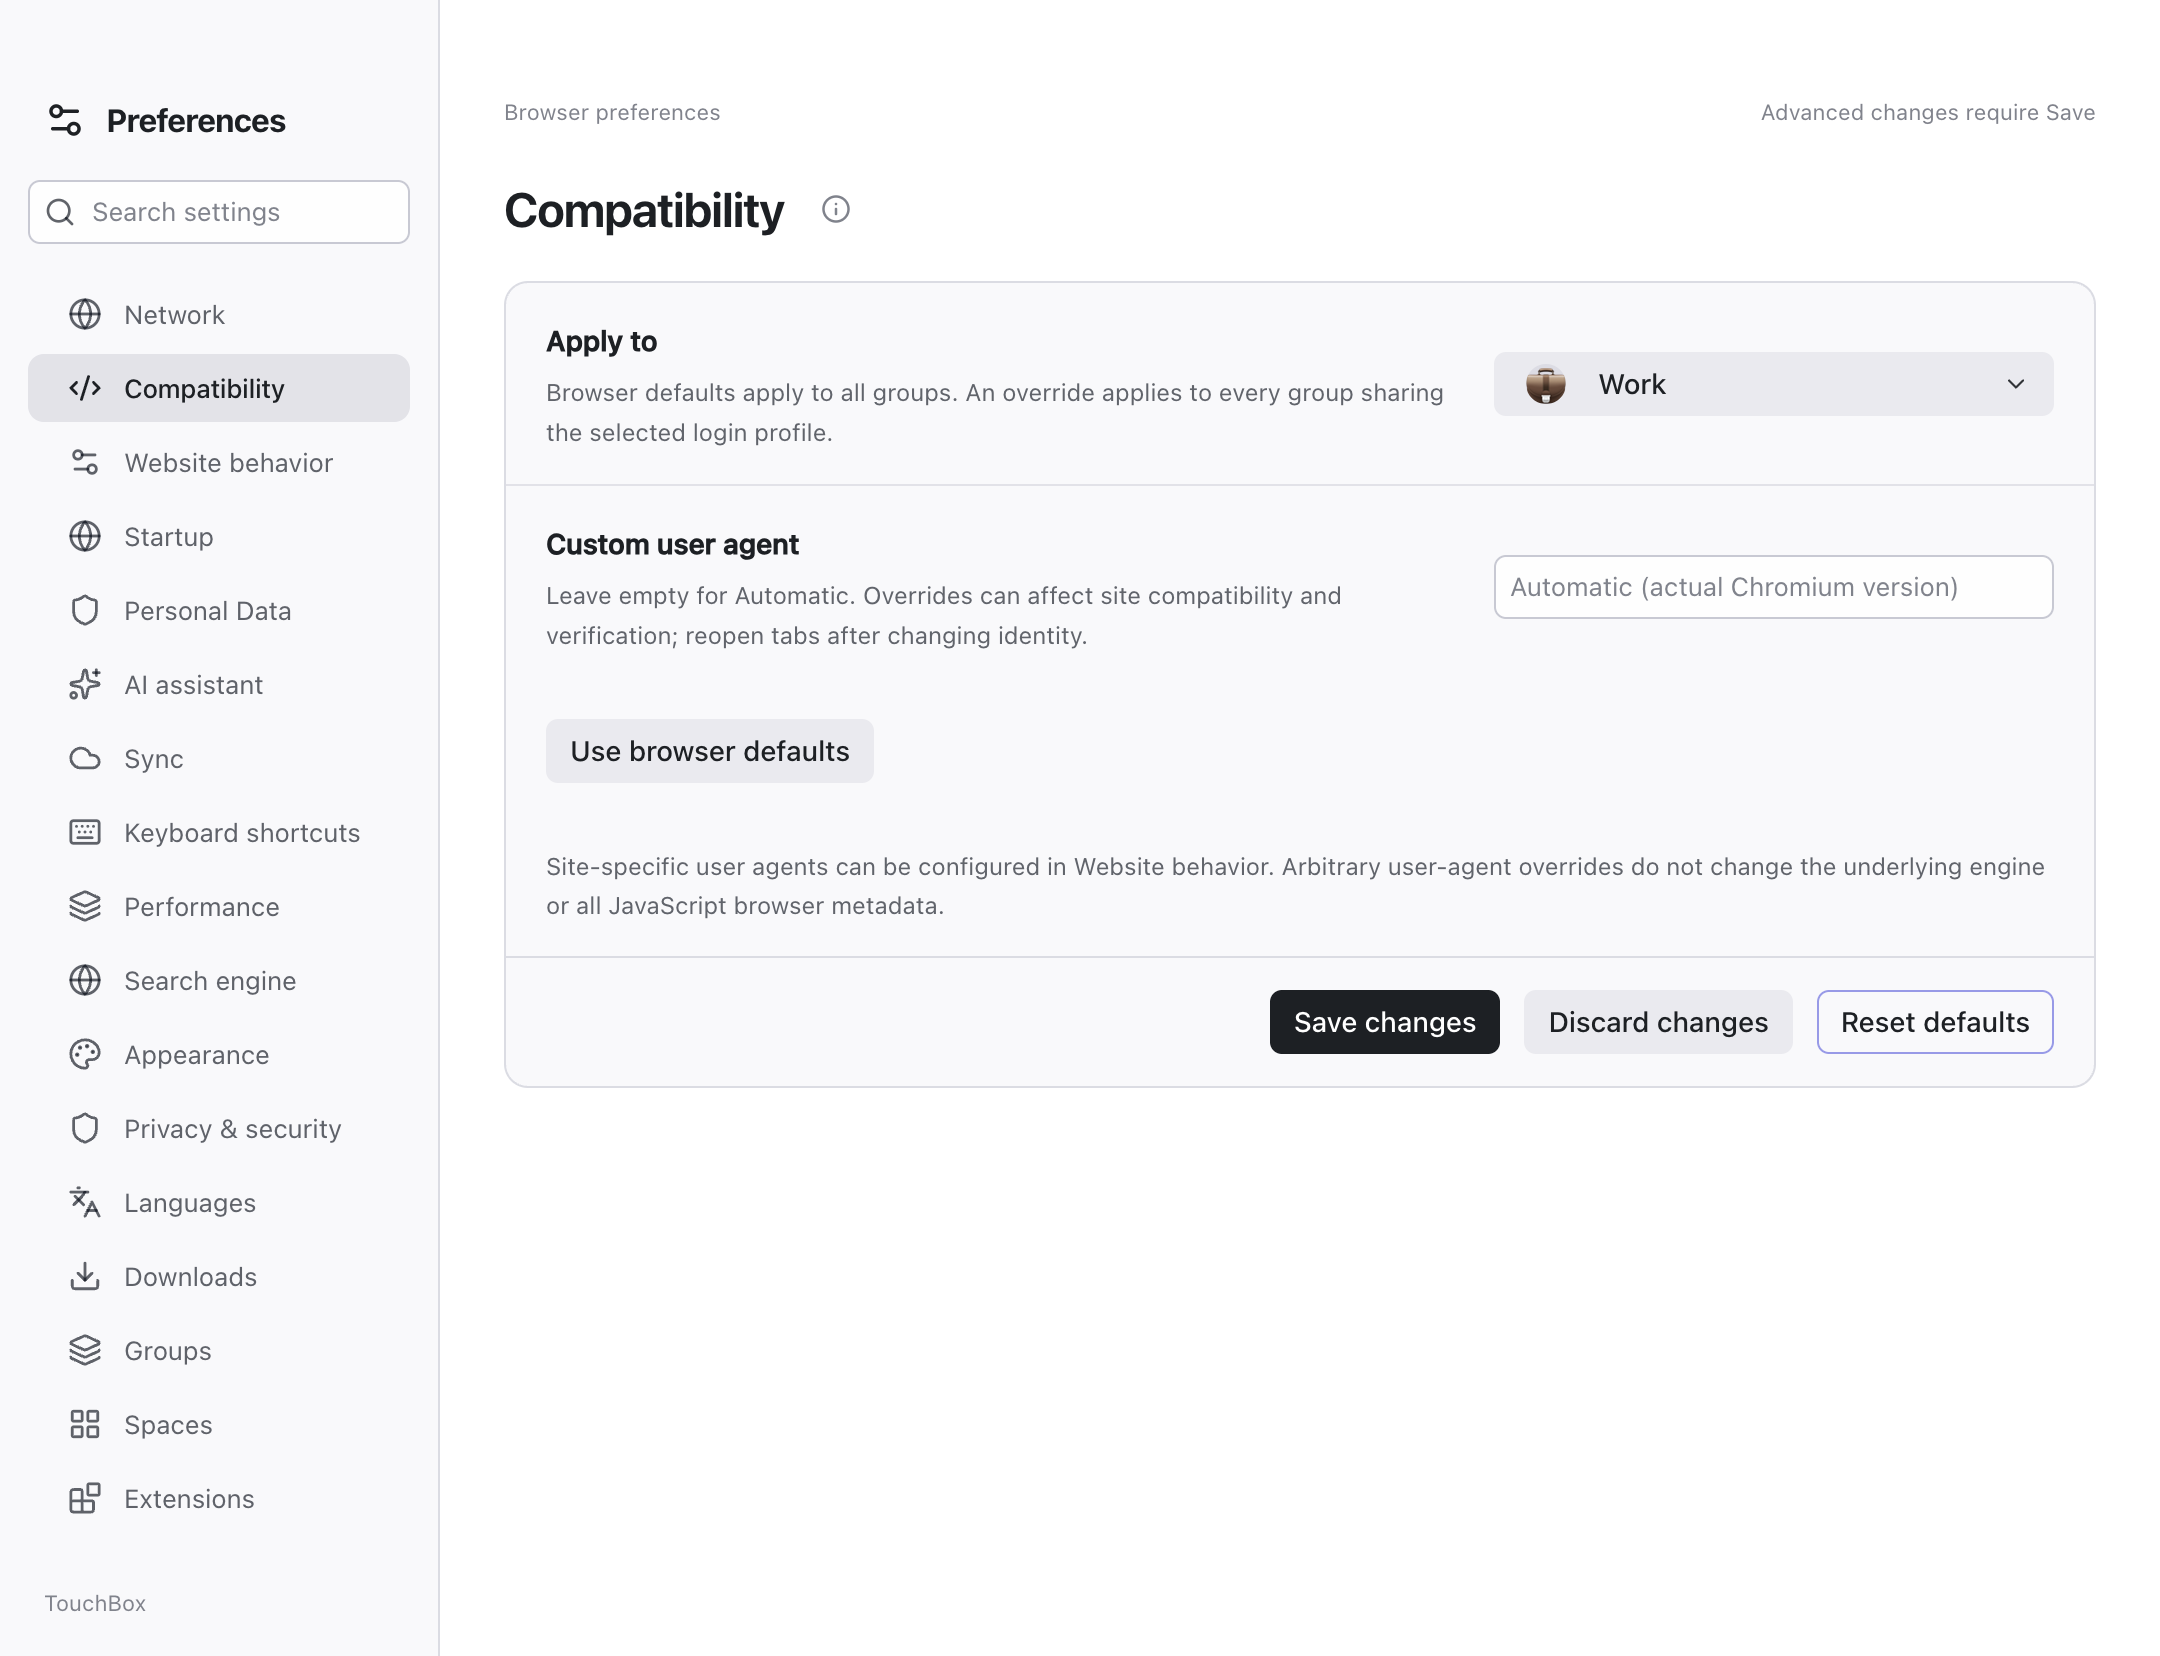 Preferences
Search settings
Network
Compatibility
Website behavior
Startup
Personal Data
AI assistant
Sync
Keyboard shortcuts
Performance
Search engine
Appearance
Privacy & security
Languages
Downloads
Groups
Spaces
Extensions
TouchBox
Browser preferences
Advanced changes require Save
Compatibility
Apply to
Browser defaults apply to all groups. An override applies to every group sharing
the selected login profile.
Work
Custom user agent
Leave empty for Automatic. Overrides can affect site compatibility and
verification; reopen tabs after changing identity.
Automatic (actual Chromium version)
Use browser defaults
Site-specific user agents can be configured in Website behavior. Arbitrary user-agent overrides do not change the underlying engine
or all JavaScript browser metadata.
Save changes
Discard changes
Reset defaults